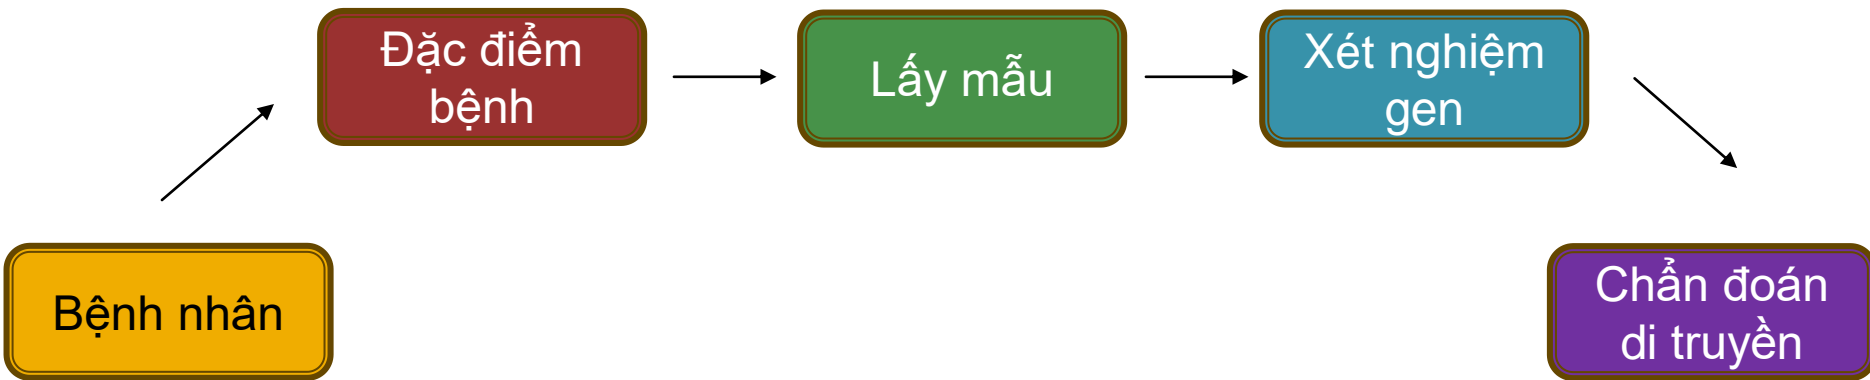 Bệnh nhân
Đặc điểm
bệnh
Lấy mẫu
Xét nghiệm
gen
Chẩn đoán
di truyền